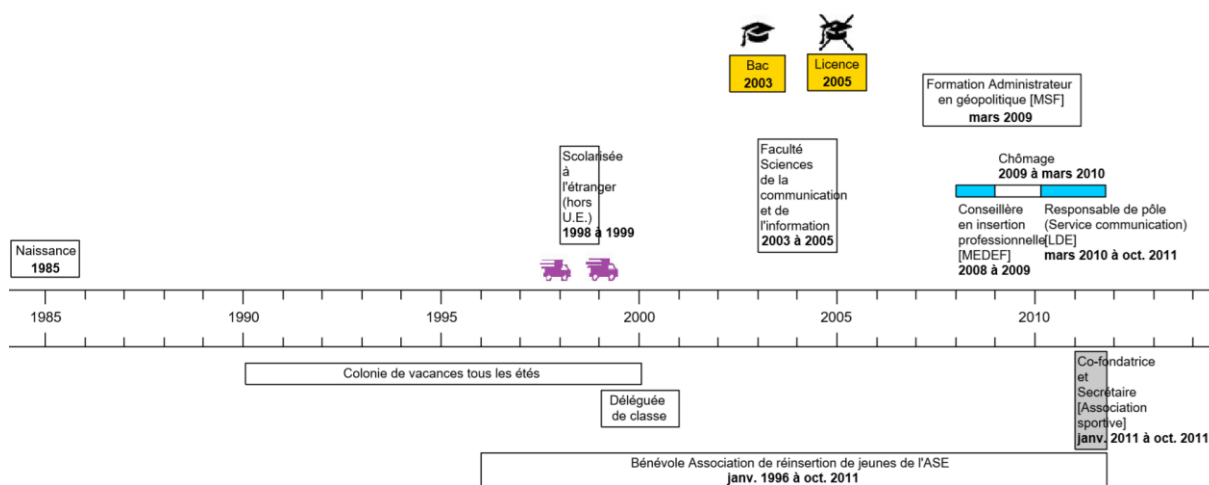 Bac
2003
Licence
2005
Formation Administrateur
en géopolitique [MSF]
mars 2009
Scolarisée
à
l'étranger
(hors
U.E.)
1998 à 1999
Faculté
Sciences
de la
communication
et de
l'information
2003 à 2005
Chômage
2009 à mars 2010
Conseillère
en insertion
professionnelle
[MEDEF]
2008 à 2009
Responsable de pôle
(Service communication)
[LDE]
mars 2010 à oct. 2011
Naissance
1985
1985
1990
1995
2000
2005
2010
Colonie de vacances tous les étés
Déléguée
de classe
Co-fondatrice
et
Secrétaire
[Association
sportive]
janv. 2011 à oct. 2011
Bénévole Association de réinsertion de jeunes de l'ASE
janv. 1996 à oct. 2011